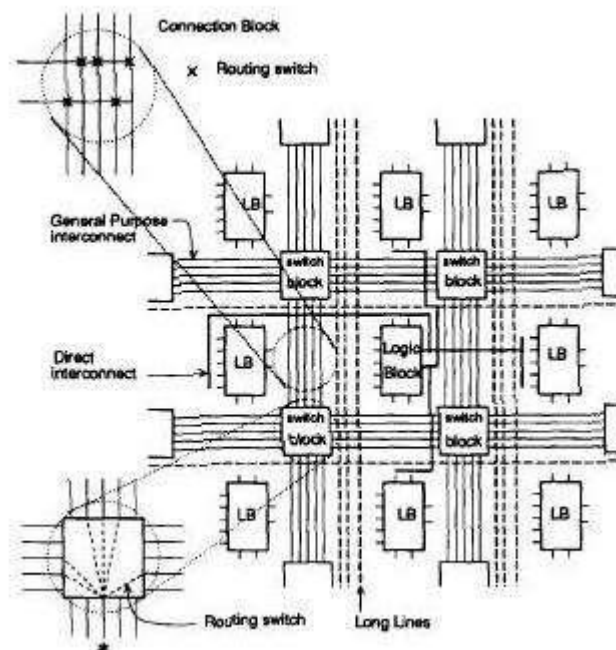 Connection Block
× Routing switch
LB
LB
LB
General Purpose
interconnect
switch
block
switch
block
Direct
interconnect
LB
Logic
Block
LB
switch
block
switch
block
LB
LB
LB
Routing switch
Long Lines
*